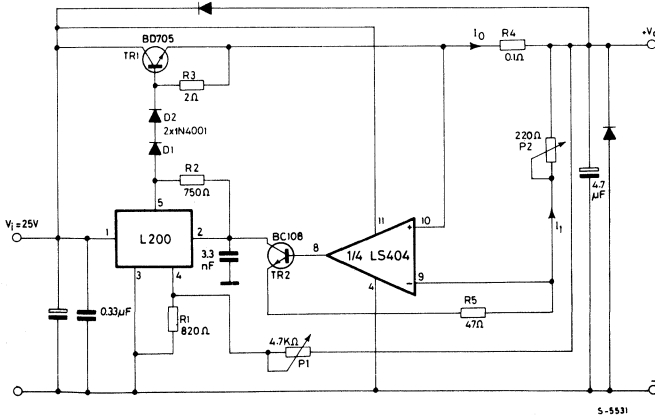 BD705
TR1
I0
R4
0.1Ω
R3
2Ω
D2
2x1N4001
D1
220Ω
P2
4.7
µF
R2
750Ω
5
11
10
Vi = 25V
1
L200
2
BC108
8
1/4 LS404
I1
3.3
nF
TR2
4
9
3
4
0.33µF
R1
820Ω
R5
47Ω
4.7KΩ
P1
S-5531